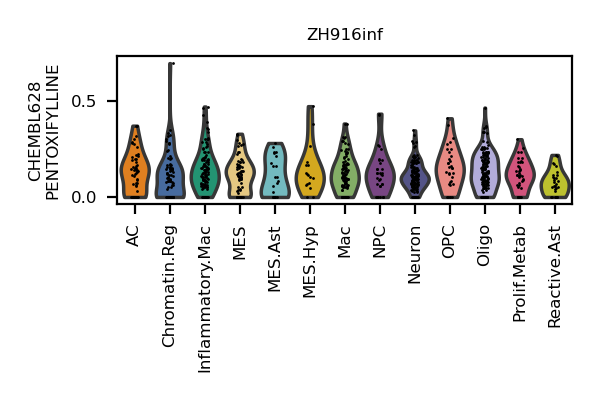 ZH916inf
CHEMBL628
PENTOXIFYLLINE
0.5
0.0
AC
Chromatin.Reg
Inflammatory.Mac
MES
MES.Ast
MES.Hyp
Mac
NPC
Neuron
OPC
Oligo
Prolif.Metab
Reactive.Ast